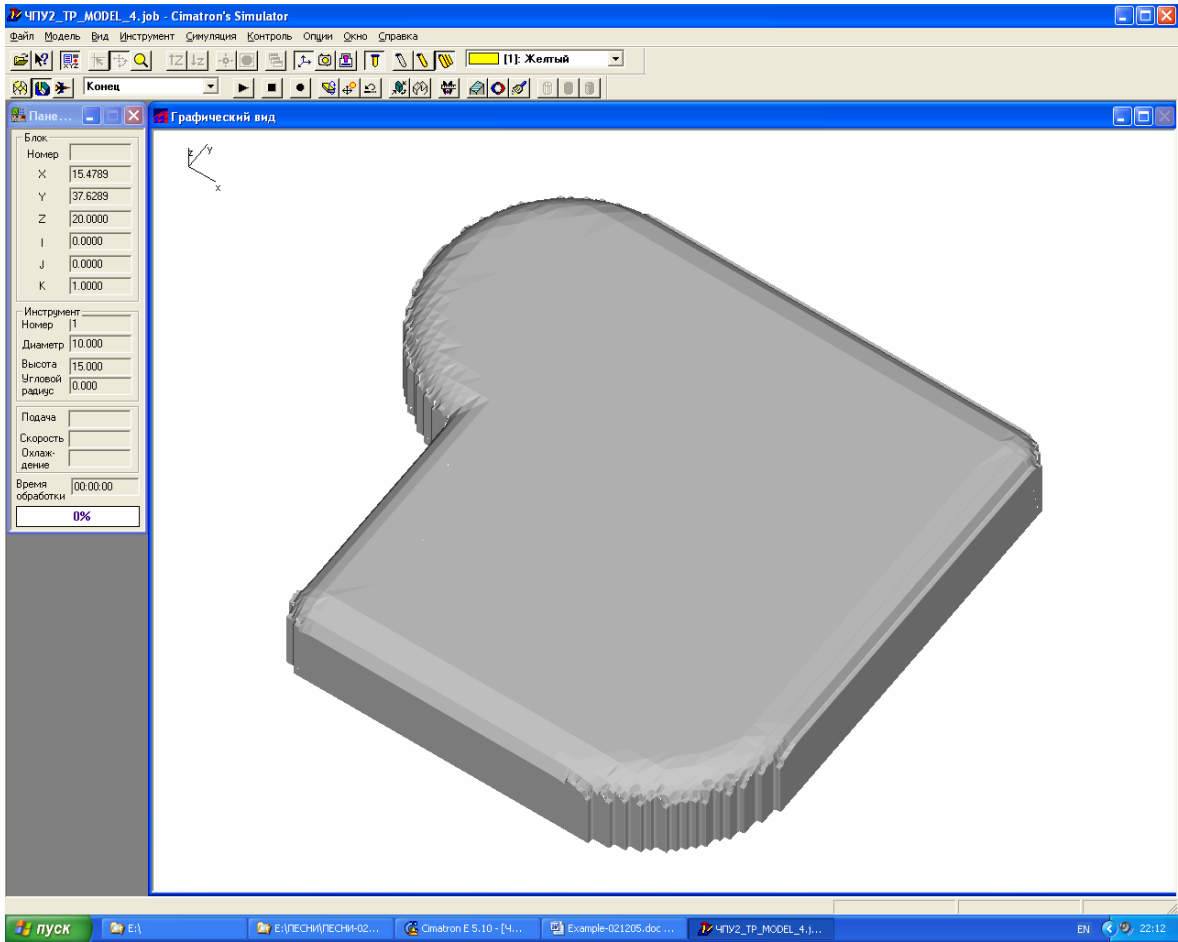 ЧПУ2_TP_MODEL_4.job - Cimatron's Simulator
Файл Модель Вид Инструмент Симуляция Контроль Опции Окно Справка
[1]: Желтый
Конец
Пане...
Графический вид
Блок
Номер
X 15.4789
Y 37.6289
Z 20.0000
I 0.0000
J 0.0000
K 1.0000
Инструмент
Номер 1
Диаметр 10.000
Высота 15.000
Угловой
радиус 0.000
Подача
Скорость
Охлаж-
дение
Время
обработки 00:00:00
0%
z y
x
пуск E:\ E:\ПЕСНИ\ПЕСНИ-02... Cimatron E 5.10 - [Ч... Example-021205.doc ... ЧПУ2_TP_MODEL_4.j... EN 22:12